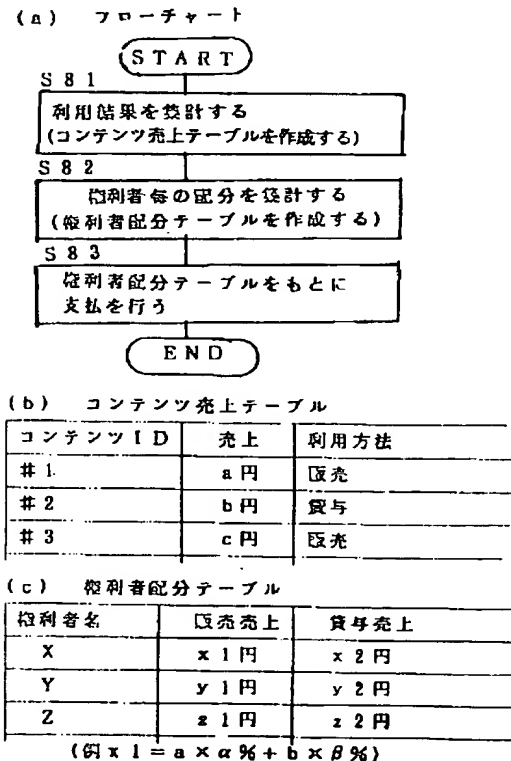 (a) フローチャート
START
S81
利用結果を集計する
(コンテンツ売上テーブルを作成する)
S82
権利者毎の配分を集計する
(権利者配分テーブルを作成する)
S83
権利者配分テーブルをもとに
支払を行う
END
(b) コンテンツ売上テーブル
コンテンツID 売上 利用方法
#1 a円 販売
#2 b円 貸与
#3 c円 販売
(c) 権利者配分テーブル
権利者名 販売売上 貸与売上
X x1円 x2円
Y y1円 y2円
Z z1円 z2円
(例 x1=a×α%+b×β%)